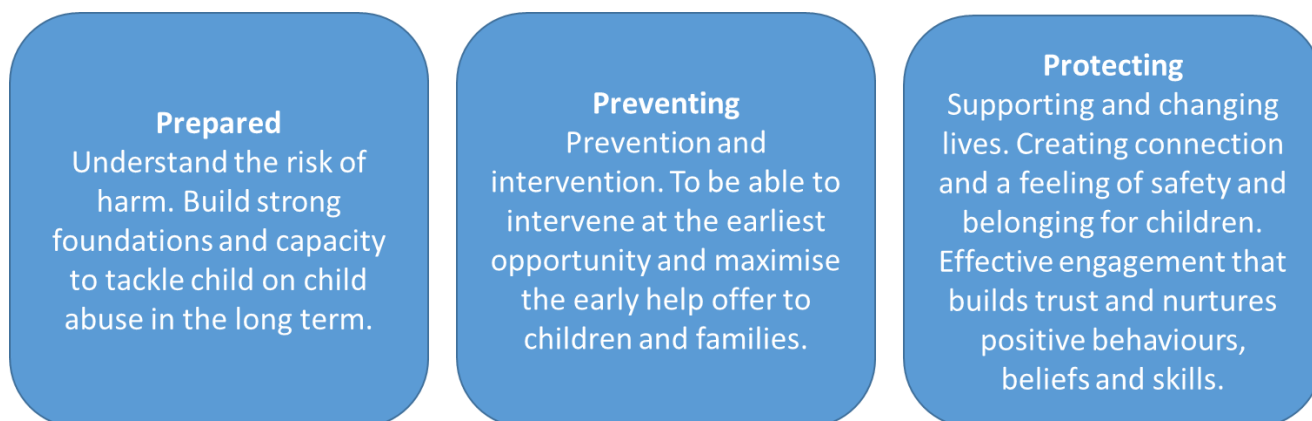 Prepared
Understand the risk of
harm. Build strong
foundations and capacity
to tackle child on child
abuse in the long term.
Preventing
Prevention and
intervention. To be able to
intervene at the earliest
opportunity and maximise
the early help offer to
children and families.
Protecting
Supporting and changing
lives. Creating connection
and a feeling of safety and
belonging for children.
Effective engagement that
builds trust and nurtures
positive behaviours,
beliefs and skills.